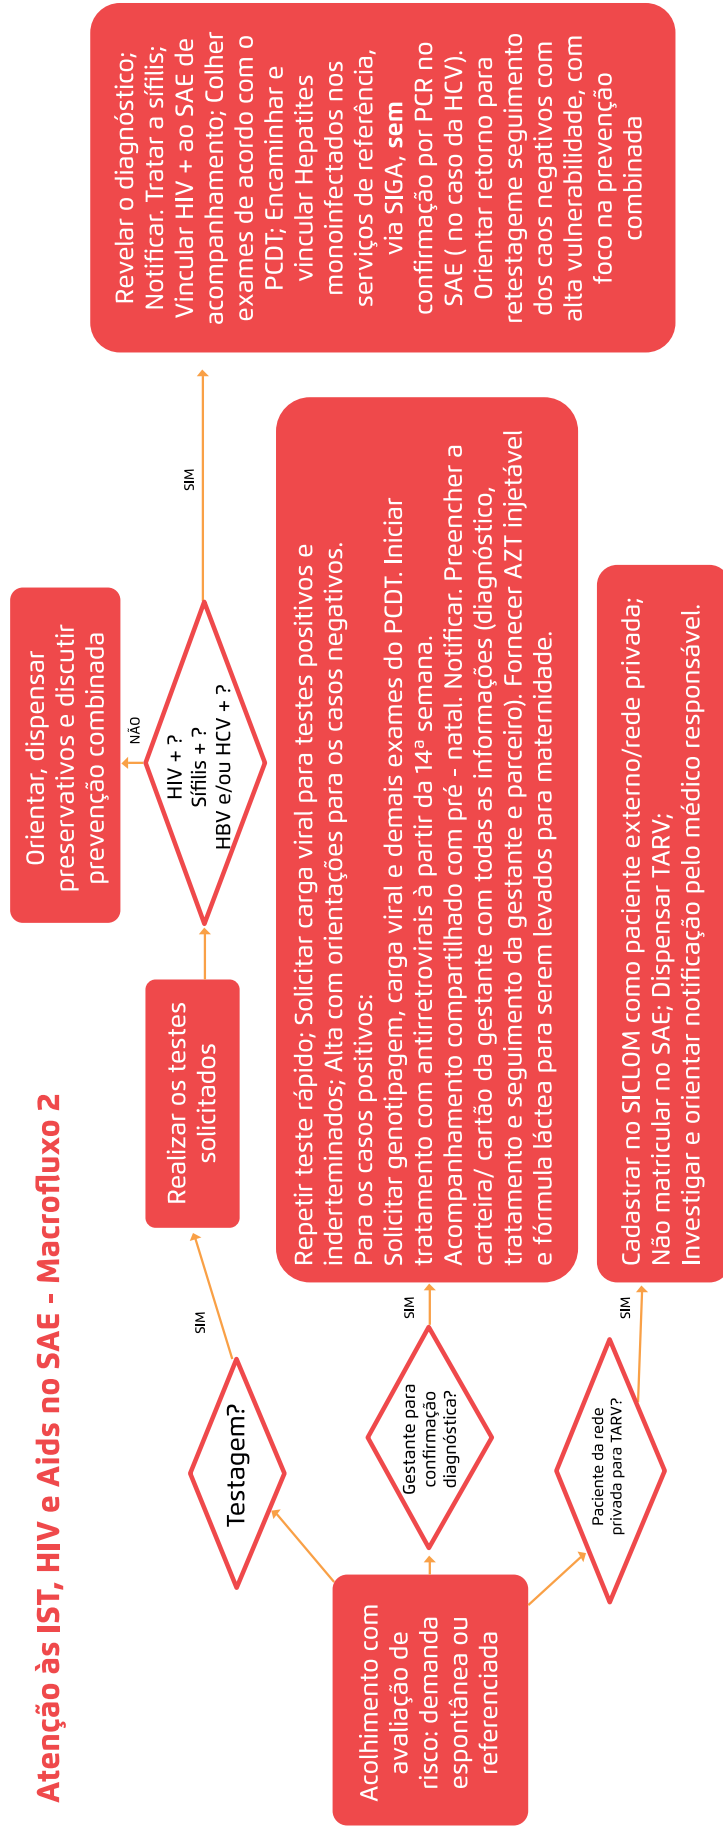 Atenção às IST, HIV e Aids no SAE - Macrofluxo 2
Acolhimento com
avaliação de
risco: demanda
espontânea ou
referenciada
Testagem?
SIM
Realizar os testes
solicitados
HIV + ?
Sífilis + ?
HBV e/ou HCV + ?
NÃO
Orientar, dispensar
preservativos e discutir
prevenção combinada
SIM
Revelar o diagnóstico;
Notificar. Tratar a sífilis;
Vincular HIV + ao SAE de
acompanhamento; Colher
exames de acordo com o
PCDT; Encaminhar e
vincular Hepatites
monoinfectados nos
serviços de referência,
via SIGA, sem
confirmação por PCR no
SAE ( no caso da HCV).
Orientar retorno para
retestageme seguimento
dos caos negativos com
alta vulnerabilidade, com
foco na prevenção
combinada
Gestante para
confirmação
diagnóstica?
SIM
Repetir teste rápido; Solicitar carga viral para testes positivos e
inderteminados; Alta com orientações para os casos negativos.
Para os casos positivos:
Solicitar genotipagem, carga viral e demais exames do PCDT. Iniciar
tratamento com antirretrovirais à partir da 14ª semana.
Acompanhamento compartilhado com pré - natal. Notificar. Preencher a
carteira/ cartão da gestante com todas as informações (diagnóstico,
tratamento e seguimento da gestante e parceiro). Fornecer AZT injetável
e fórmula láctea para serem levados para maternidade.
Paciente da rede
privada para TARV?
SIM
Cadastrar no SICLOM como paciente externo/rede privada;
Não matricular no SAE; Dispensar TARV;
Investigar e orientar notificação pelo médico responsável.